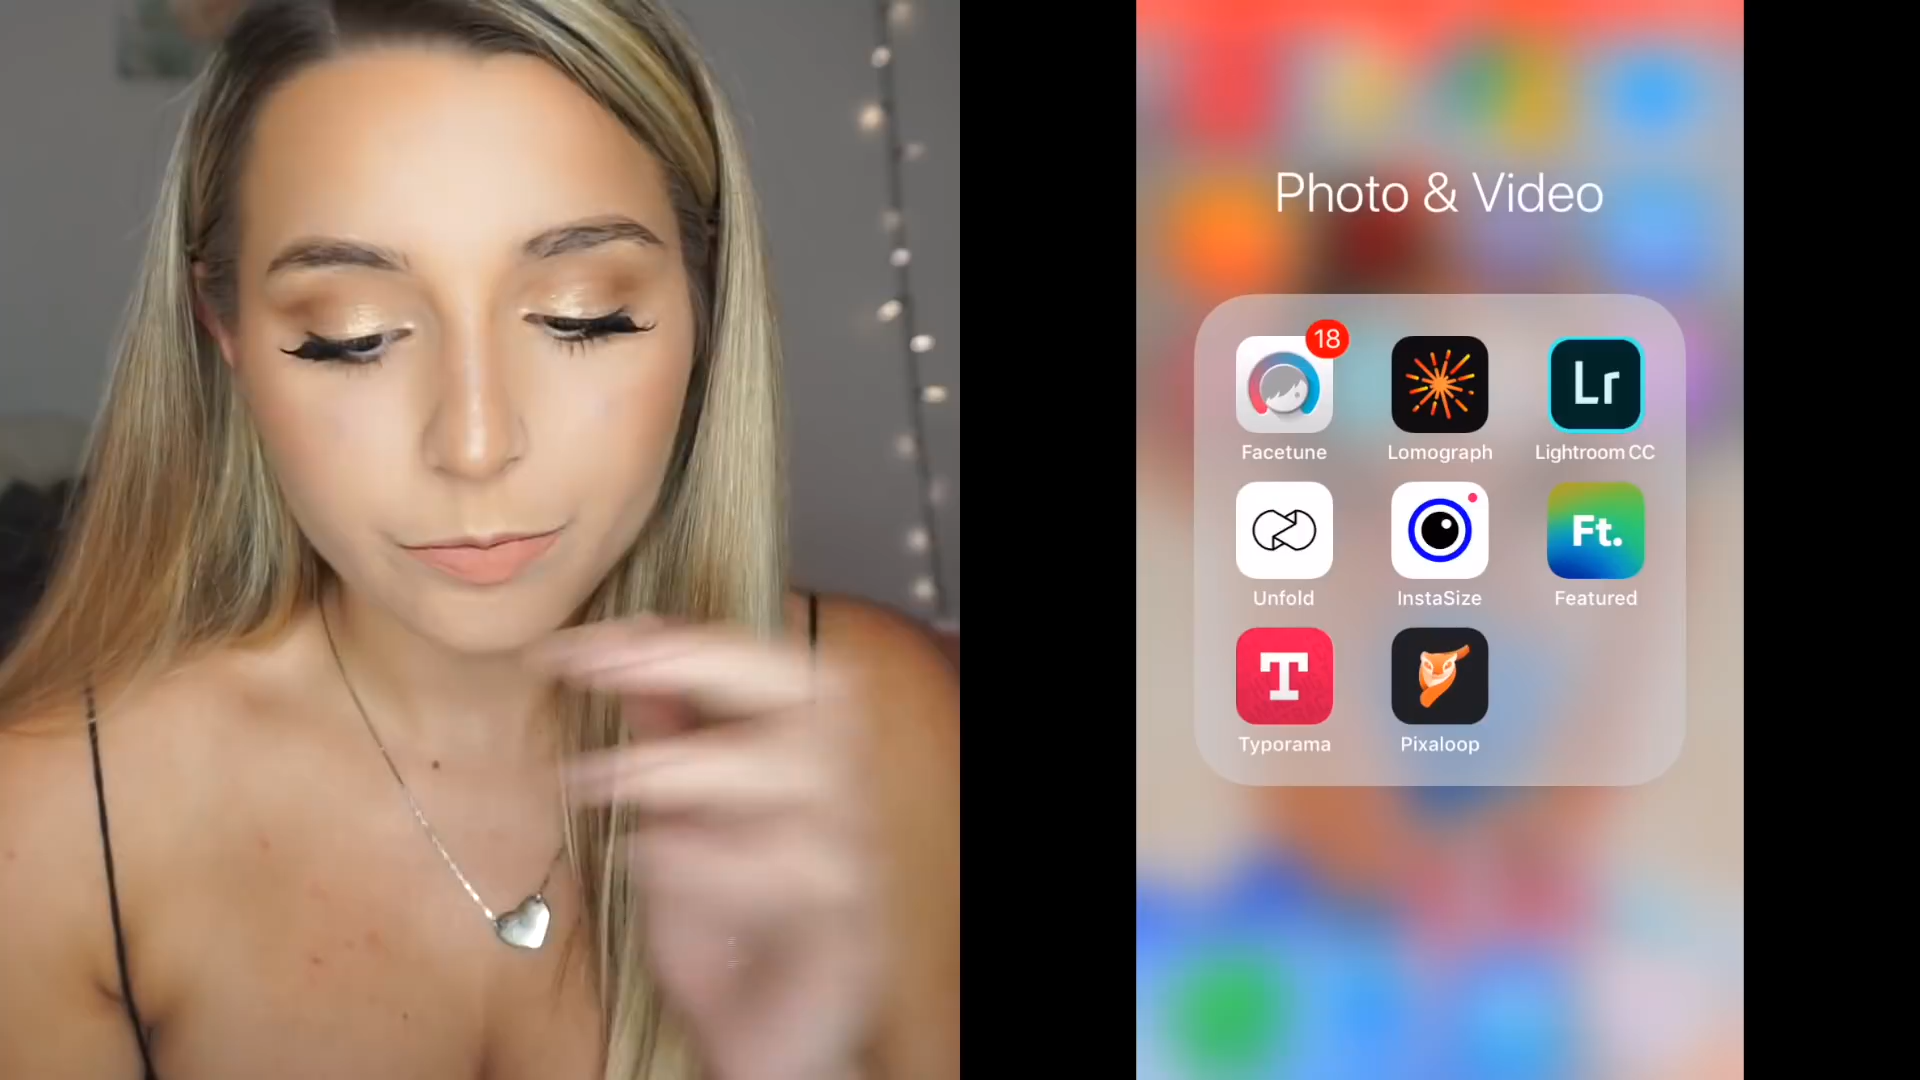 Photo & Video
18
Lr
Facetune
Lomograph
Lightroom CC
Ft.
Unfold
InstaSize
Featured
T
Typorama
Pixaloop